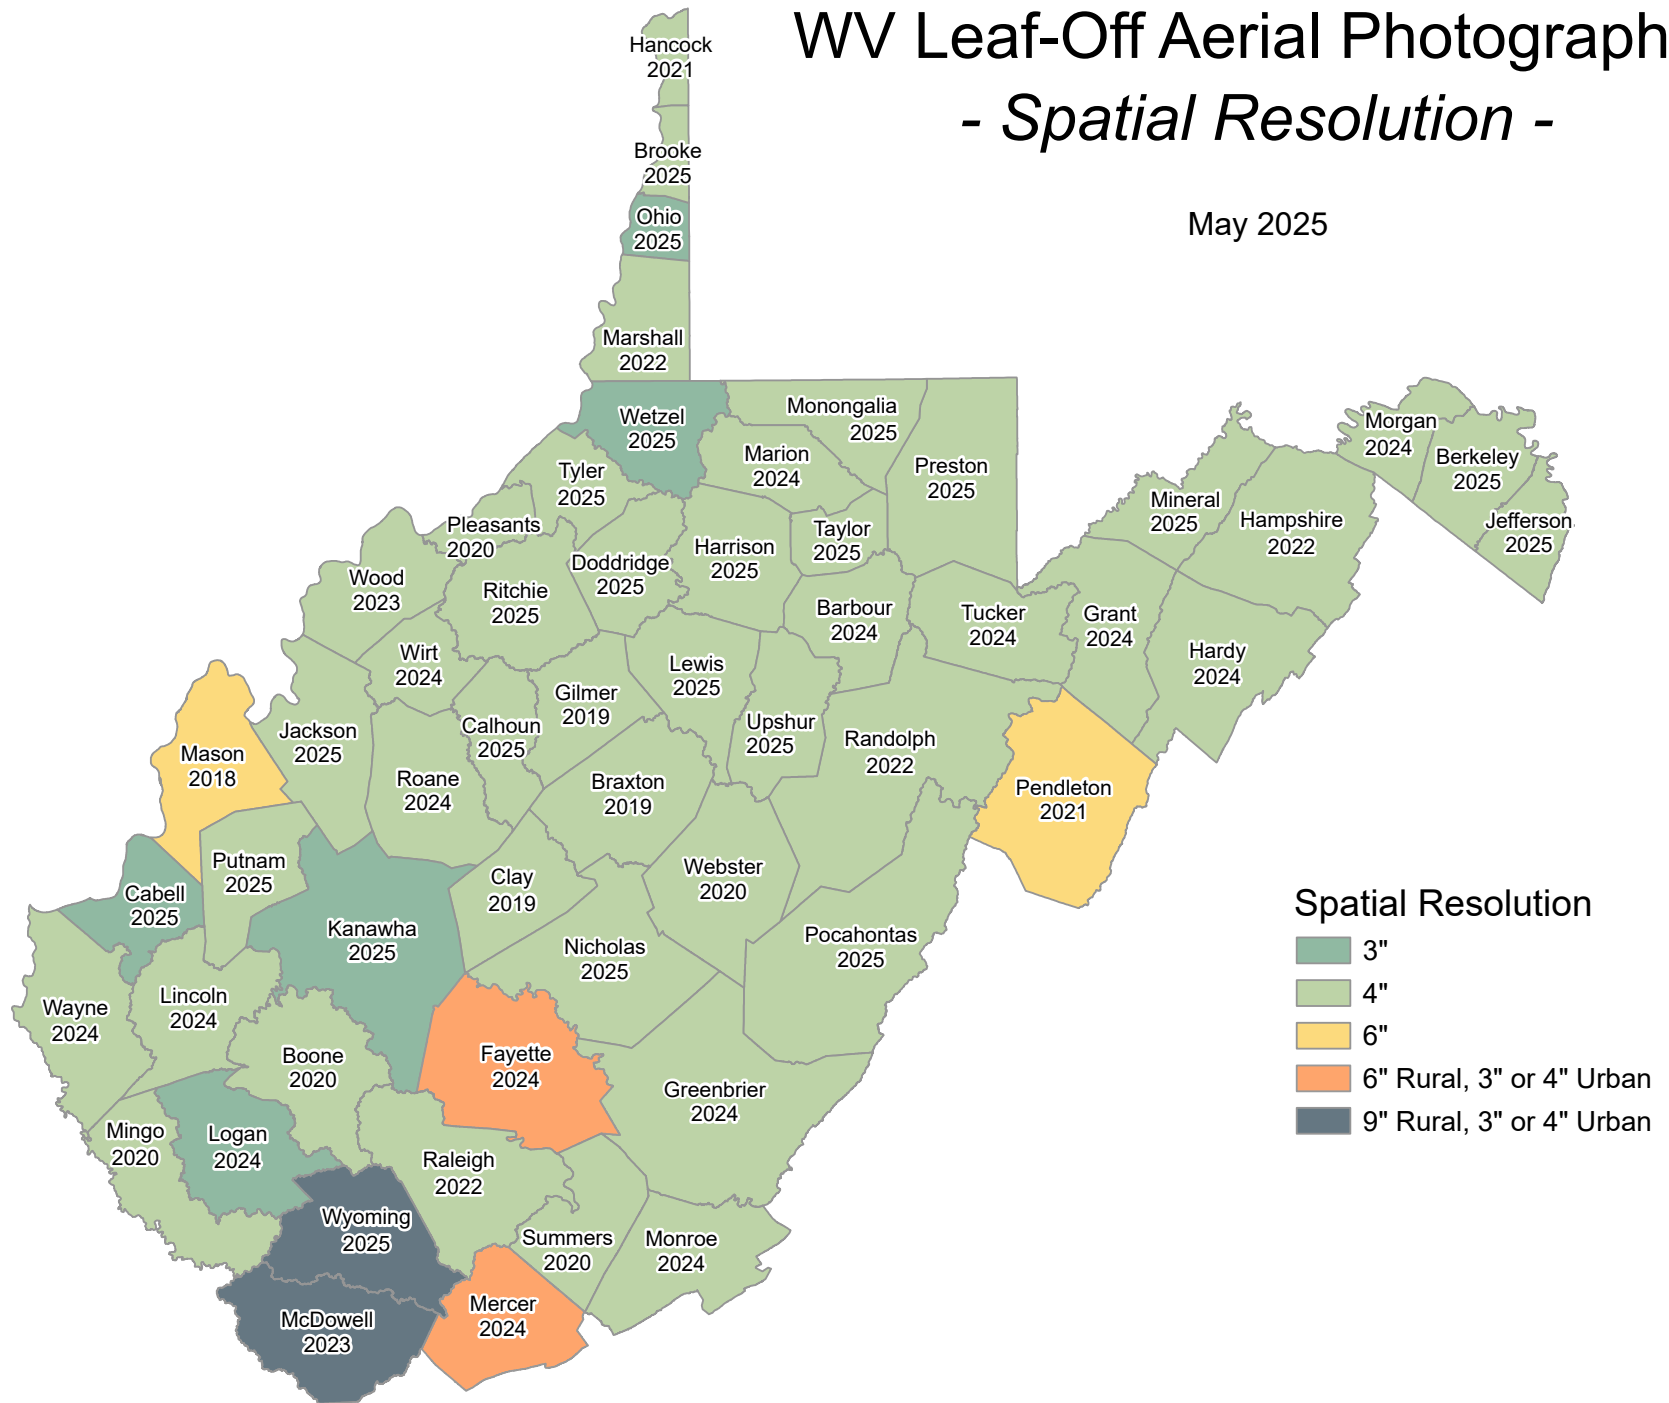 WV Leaf-Off Aerial Photograph
- Spatial Resolution -
May 2025
Hancock
2021
Brooke
2025
Ohio
2025
Marshall
2022
Wetzel
2025
Monongalia
2025
Marion
2024
Preston
2025
Tyler
2025
Pleasants
2020
Taylor
2025
Harrison
2025
Doddridge
2025
Ritchie
2025
Wood
2023
Morgan
2024
Berkeley
2025
Jefferson
2025
Mineral
2025
Hampshire
2022
Barbour
2024
Tucker
2024
Grant
2024
Hardy
2024
Wirt
2024
Lewis
2025
Gilmer
2019
Calhoun
2025
Upshur
2025
Randolph
2022
Jackson
2025
Mason
2018
Roane
2024
Braxton
2019
Pendleton
2021
Putnam
2025
Clay
2019
Webster
2020
Cabell
2025
Kanawha
2025
Nicholas
2025
Pocahontas
2025
Wayne
2024
Lincoln
2024
Boone
2020
Fayette
2024
Greenbrier
2024
Mingo
2020
Logan
2024
Raleigh
2022
Wyoming
2025
Summers
2020
Monroe
2024
McDowell
2023
Mercer
2024
Spatial Resolution
3"
4"
6"
6" Rural, 3" or 4" Urban
9" Rural, 3" or 4" Urban